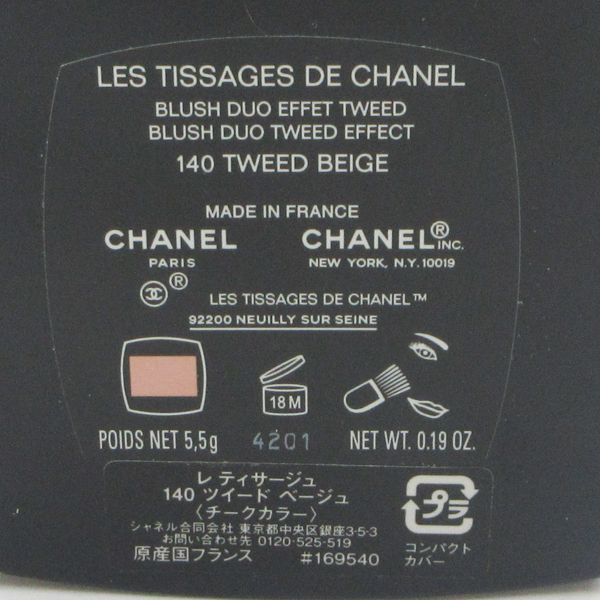 LES TISSAGES DE CHANEL
BLUSH DUO EFFET TWEED
BLUSH DUO TWEED EFFECT
140 TWEED BEIGE
MADE IN FRANCE
CHANEL CHANEL® INC.
PARIS NEW YORK, N.Y. 10019
® LES TISSAGES DE CHANEL™
92200 NEUILLY SUR SEINE
18 M
POIDS NET 5,5g 4201 NET WT. 0.19 OZ.
レ ティサージュ
140 ツイード ベージュ
〈チークカラー〉
シャネル合同会社 東京都中央区銀座3-5-3
お問い合わせ先 0120-525-519
原産国フランス #169540
プラ
コンパクト
カバー